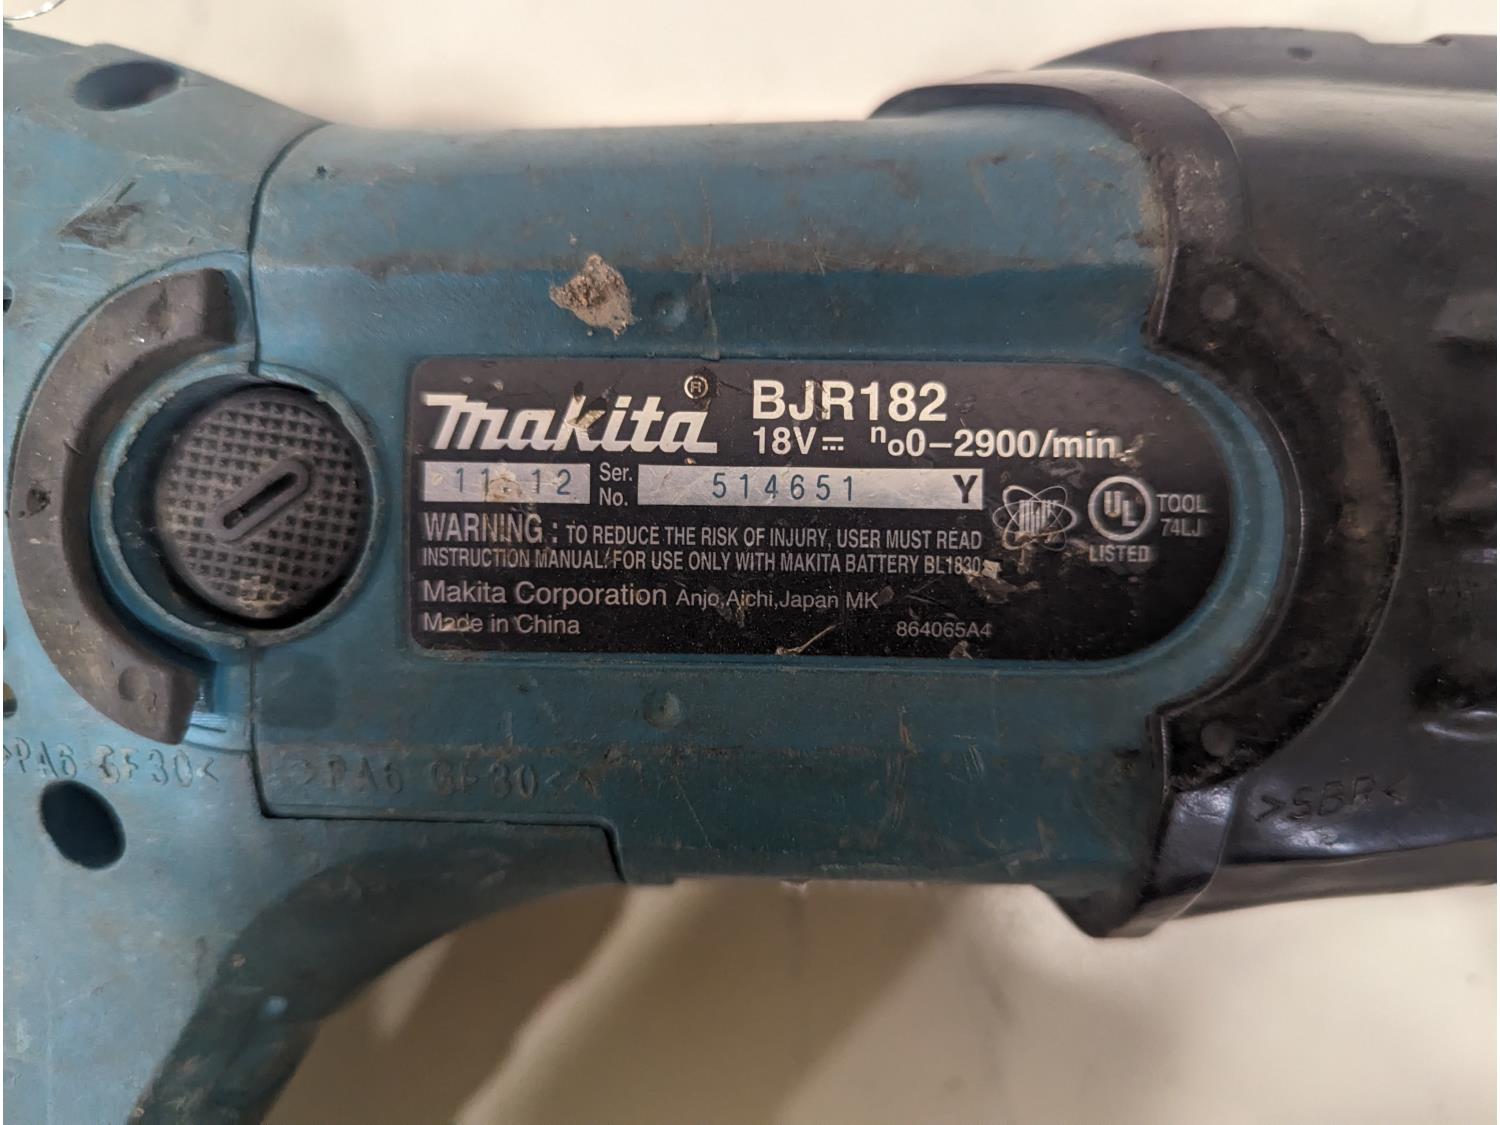 makita® BJR182
18V⎓ n₀0–2900/min
11.12 Ser. No. 514651 Y
WARNING : TO REDUCE THE RISK OF INJURY, USER MUST READ
INSTRUCTION MANUAL. FOR USE ONLY WITH MAKITA BATTERY BL1830.
Makita Corporation Anjo, Aichi, Japan MK
Made in China 864065A4
UL
LISTED
TOOL
74LJ
>PA6 GF30<
>PA6 GF30<
>SBR<